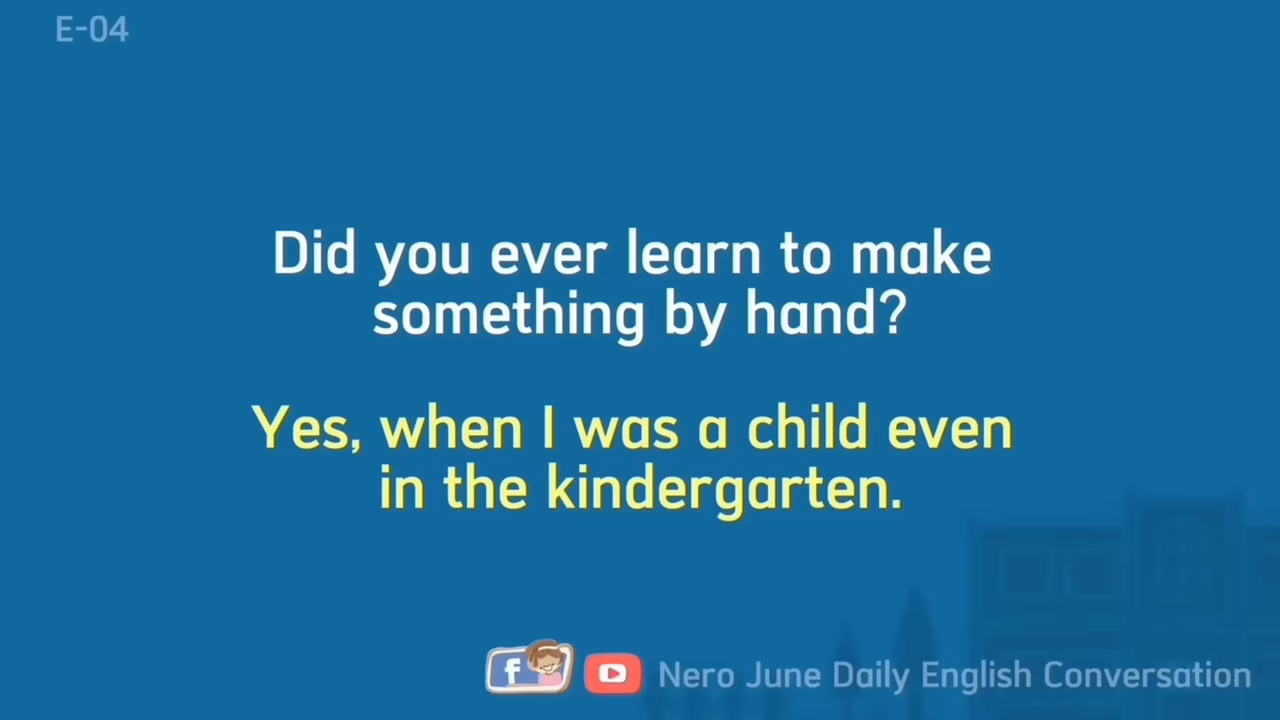 E-04
Did you ever learn to make
something by hand?
Yes, when I was a child even
in the kindergarten.
f
Nero June Daily English Conversation